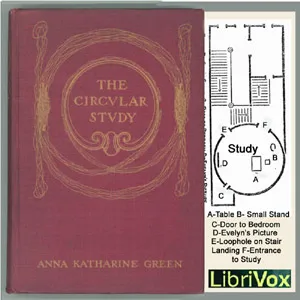 THE
CIRCVLAR
STVDY
ANNA KATHARINE GREEN
E
F
Study
C
B
D
A
A-Table B- Small Stand
C-Door to Bedroom
D-Evelyn's Picture
E-Loophole on Stair
Landing F-Entrance
to Study
LibriVox